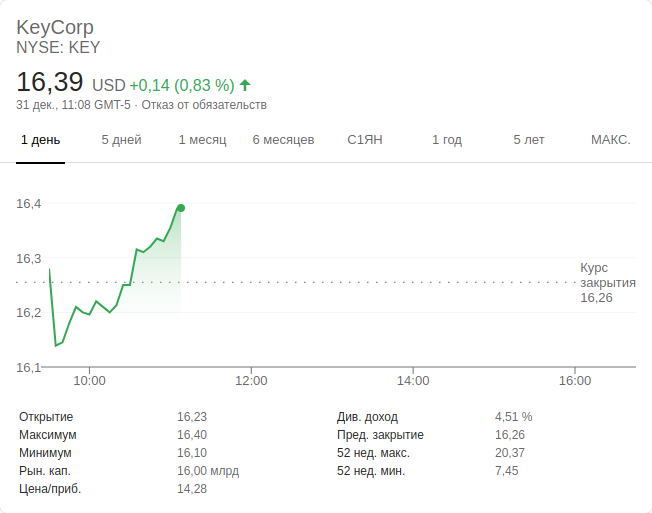 KeyCorp
NYSE: KEY
16,39 USD +0,14 (0,83 %)
31 дек., 11:08 GMT-5 · Отказ от обязательств
1 день 5 дней 1 месяц 6 месяцев С1ЯН 1 год 5 лет МАКС.
16,4
16,3
Курс
закрытия
16,26
16,2
16,1
10:00 12:00 14:00 16:00
Открытие 16,23 Див. доход 4,51 %
Максимум 16,40 Пред. закрытие 16,26
Минимум 16,10 52 нед. макс. 20,37
Рын. кап. 16,00 млрд 52 нед. мин. 7,45
Цена/приб. 14,28